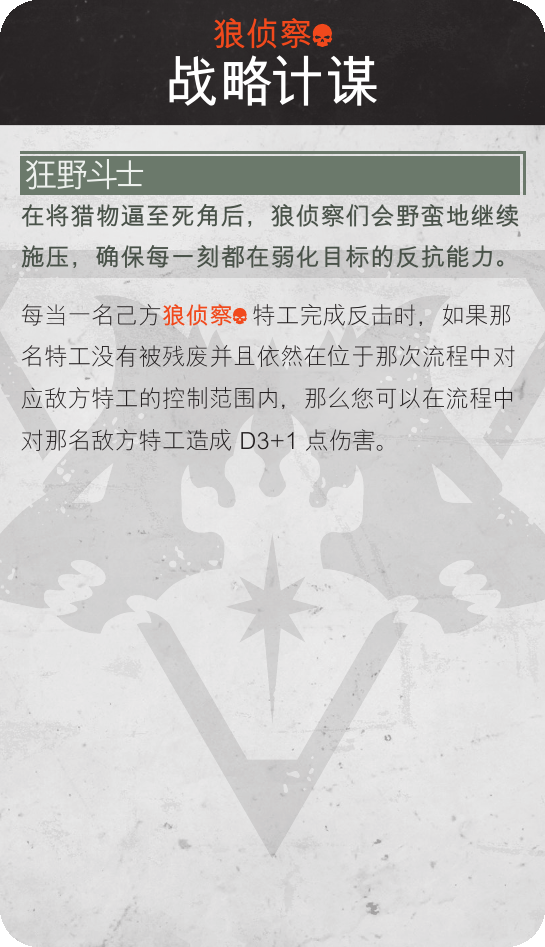 狼侦察
战略计谋
狂野斗士
在将猎物逼至死角后，狼侦察们会野蛮地继续
施压，确保每一刻都在弱化目标的反抗能力。
每当一名己方狼侦察 特工完成反击时，如果那
名特工没有被残废并且依然在位于那次流程中对
应敌方特工的控制范围内，那么您可以在流程中
对那名敌方特工造成 D3+1 点伤害。